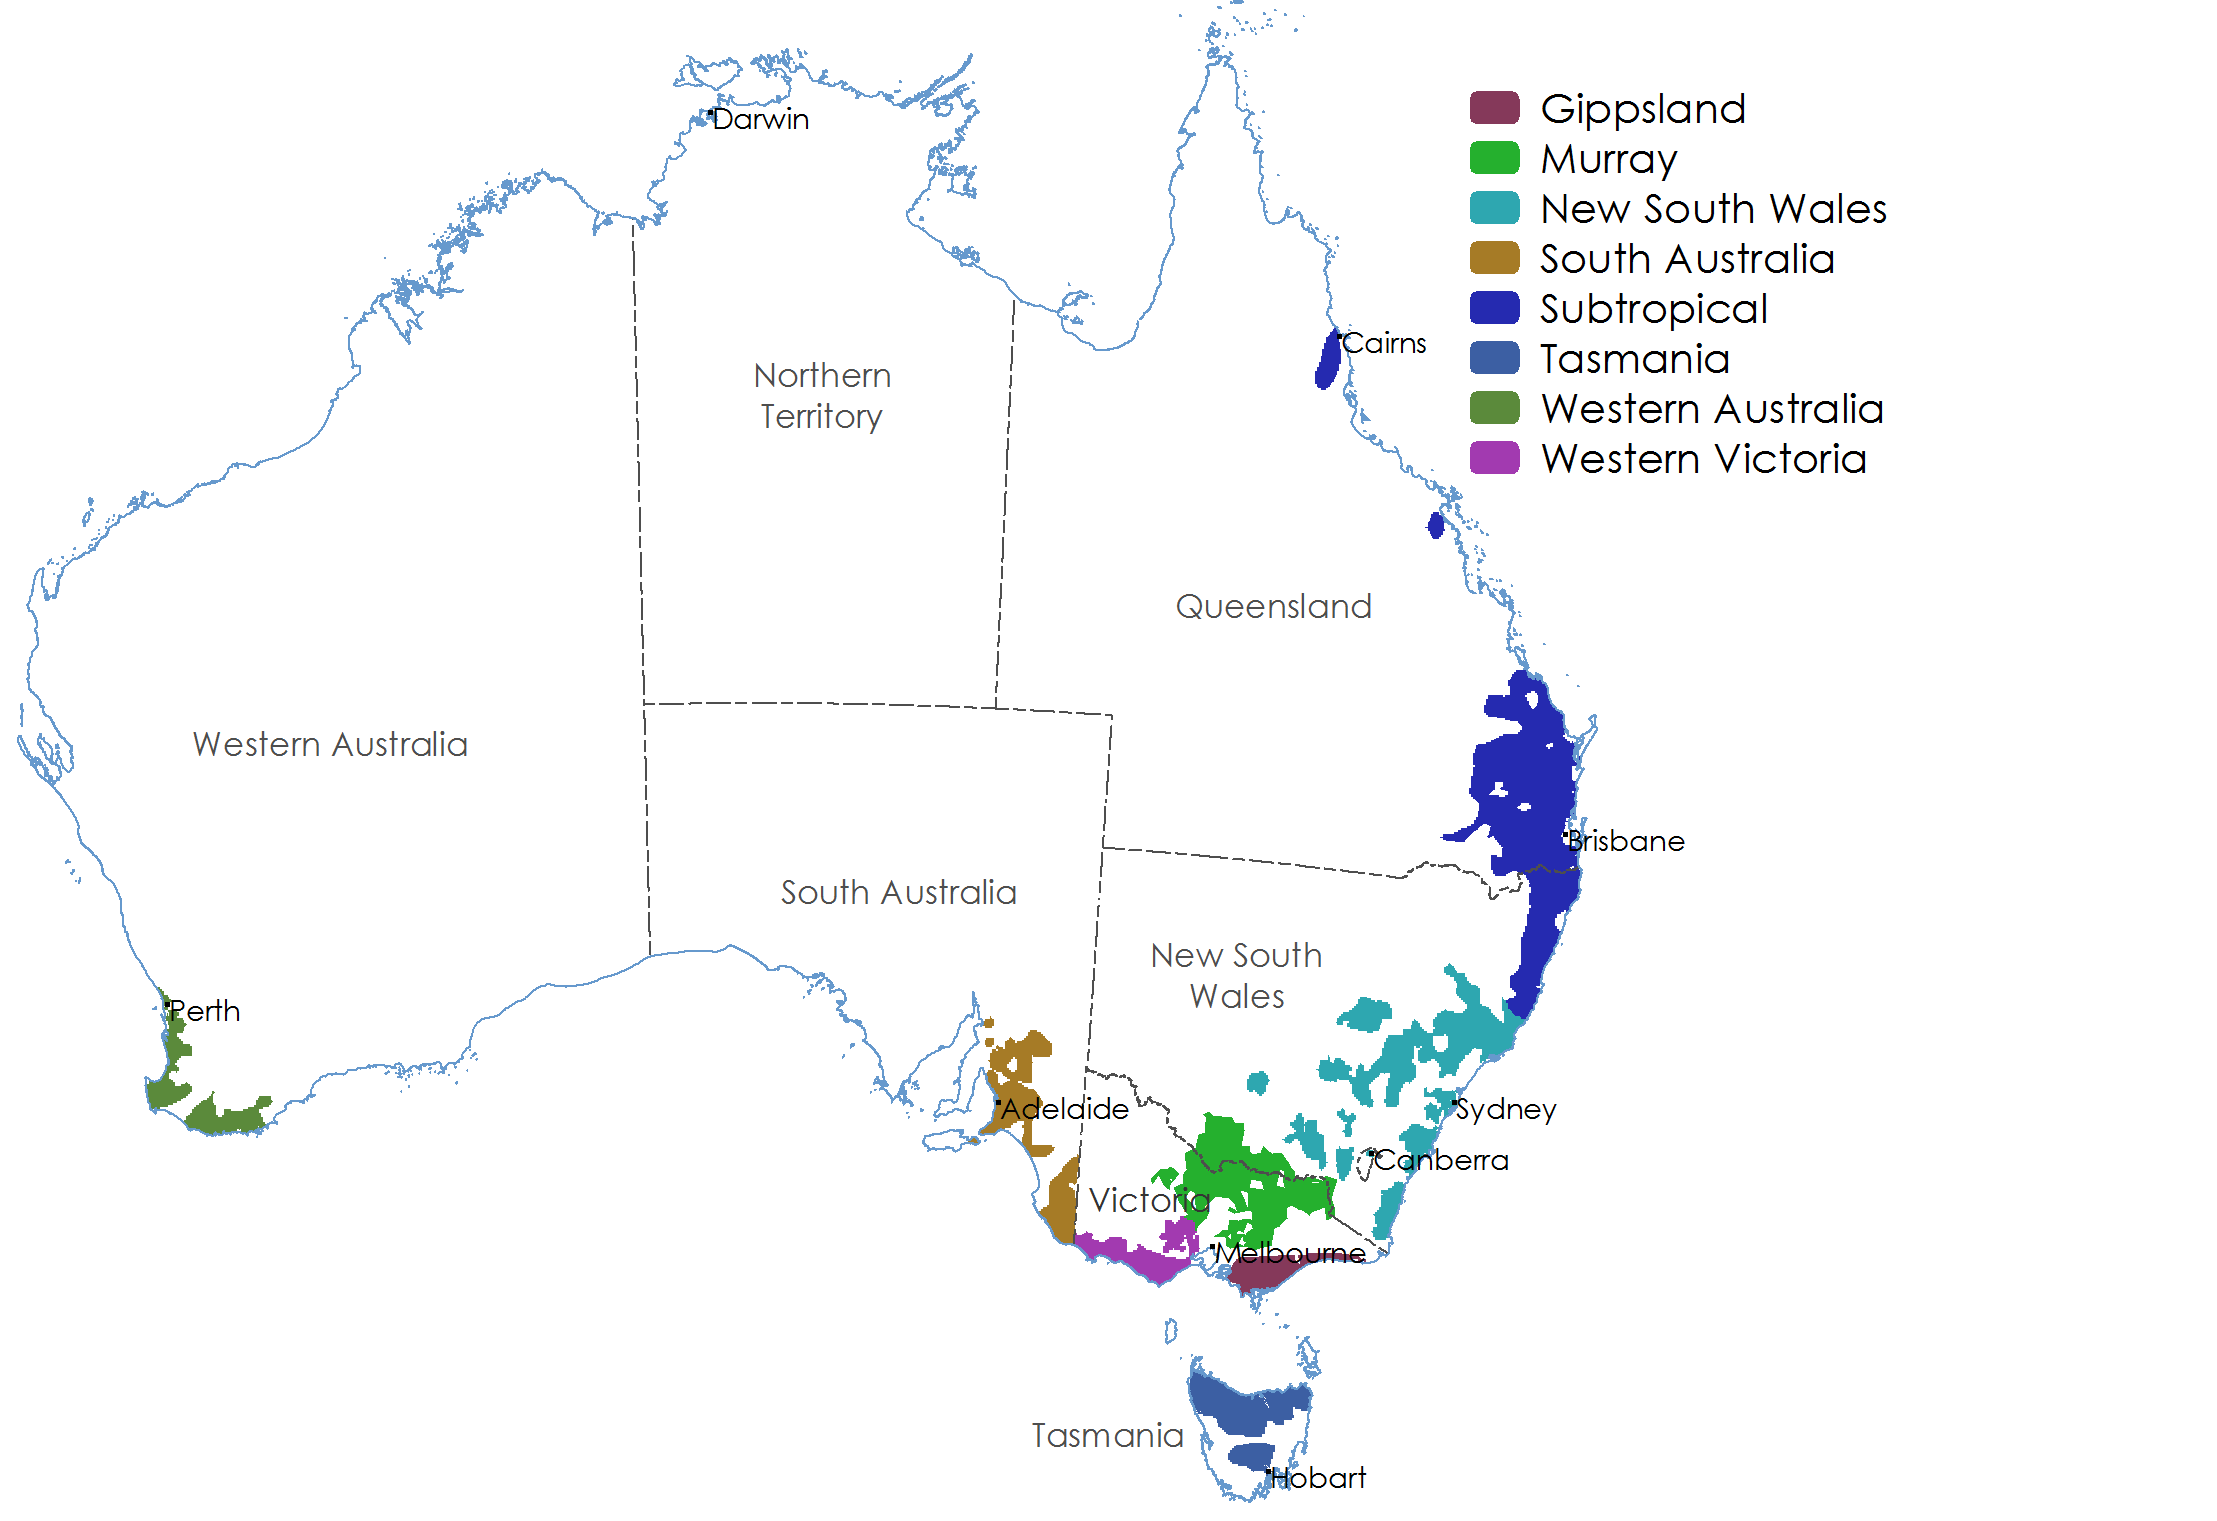 Darwin
Gippsland
Murray
New South Wales
South Australia
Subtropical
Tasmania
Western Australia
Western Victoria
Cairns
Northern
Territory
Queensland
Western Australia
Brisbane
South Australia
New South
Wales
Perth
Adelaide
Sydney
Canberra
Victoria
Melbourne
Tasmania
Hobart